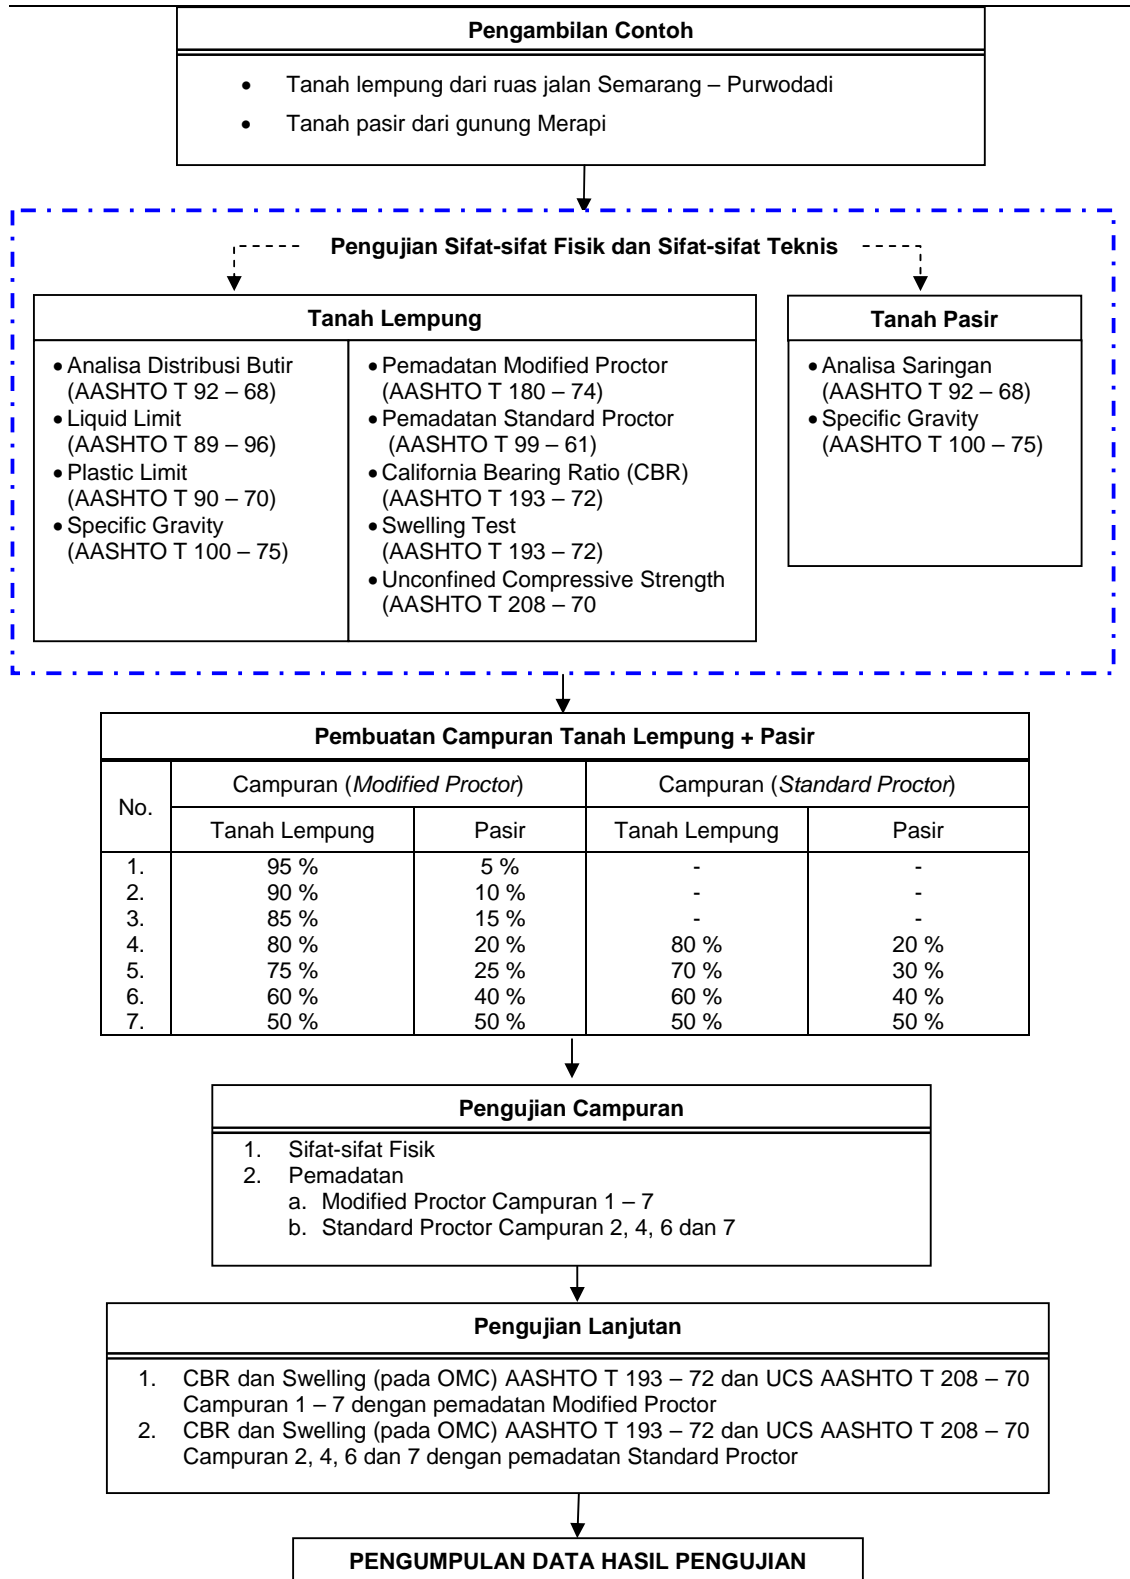 Pengambilan Contoh
• Tanah lempung dari ruas jalan Semarang – Purwodadi
• Tanah pasir dari gunung Merapi
Pengujian Sifat-sifat Fisik dan Sifat-sifat Teknis
Tanah Lempung
• Analisa Distribusi Butir
(AASHTO T 92 – 68)
• Liquid Limit
(AASHTO T 89 – 96)
• Plastic Limit
(AASHTO T 90 – 70)
• Specific Gravity
(AASHTO T 100 – 75)
• Pemadatan Modified Proctor
(AASHTO T 180 – 74)
• Pemadatan Standard Proctor
(AASHTO T 99 – 61)
• California Bearing Ratio (CBR)
(AASHTO T 193 – 72)
• Swelling Test
(AASHTO T 193 – 72)
• Unconfined Compressive Strength
(AASHTO T 208 – 70
Tanah Pasir
• Analisa Saringan
(AASHTO T 92 – 68)
• Specific Gravity
(AASHTO T 100 – 75)
Pembuatan Campuran Tanah Lempung + Pasir
No. Campuran (Modified Proctor) Campuran (Standard Proctor)
Tanah Lempung Pasir Tanah Lempung Pasir
1. 95 % 5 % - -
2. 90 % 10 % - -
3. 85 % 15 % - -
4. 80 % 20 % 80 % 20 %
5. 75 % 25 % 70 % 30 %
6. 60 % 40 % 60 % 40 %
7. 50 % 50 % 50 % 50 %
Pengujian Campuran
1. Sifat-sifat Fisik
2. Pemadatan
a. Modified Proctor Campuran 1 – 7
b. Standard Proctor Campuran 2, 4, 6 dan 7
Pengujian Lanjutan
1. CBR dan Swelling (pada OMC) AASHTO T 193 – 72 dan UCS AASHTO T 208 – 70
Campuran 1 – 7 dengan pemadatan Modified Proctor
2. CBR dan Swelling (pada OMC) AASHTO T 193 – 72 dan UCS AASHTO T 208 – 70
Campuran 2, 4, 6 dan 7 dengan pemadatan Standard Proctor
PENGUMPULAN DATA HASIL PENGUJIAN